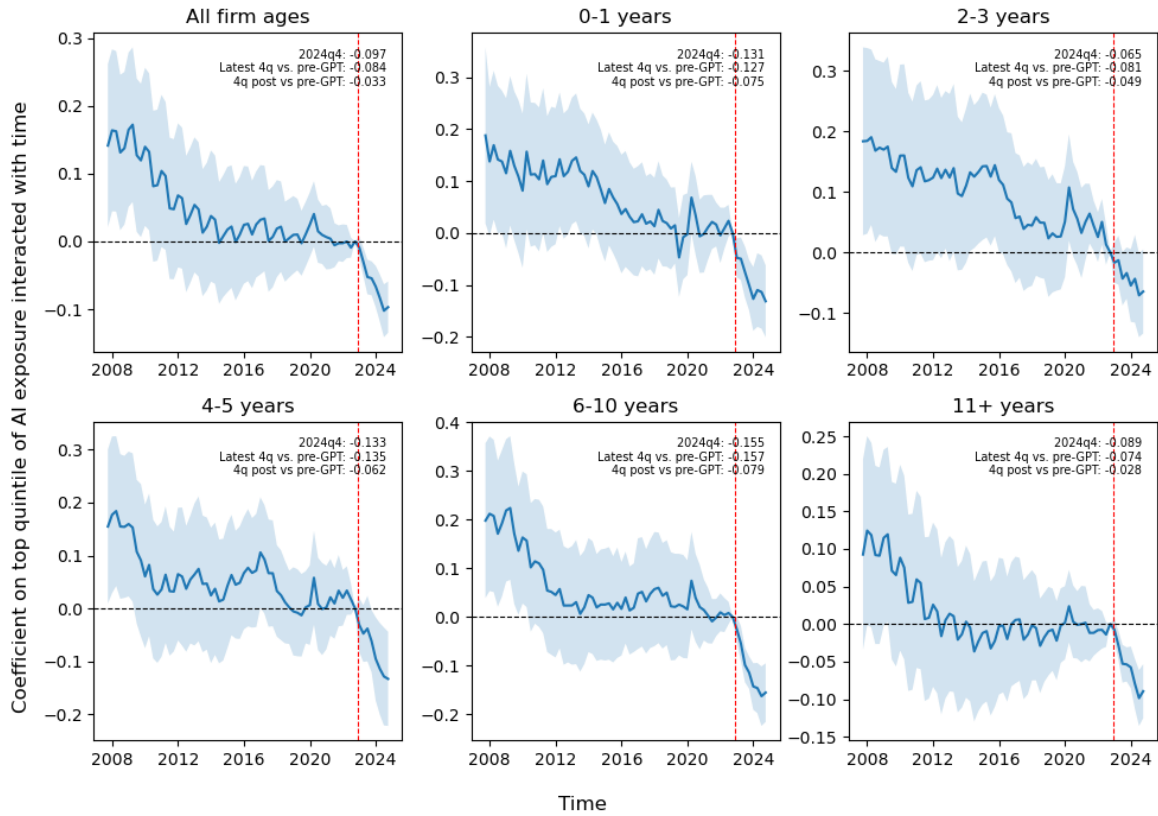 All firm ages
0-1 years
2-3 years
Coefficient on top quintile of AI exposure interacted with time
0.3
0.2
0.1
0.0
−0.1
2024q4: -0.097
Latest 4q vs. pre-GPT: -0.084
4q post vs pre-GPT: -0.033
2008 2012 2016 2020 2024
0.3
0.2
0.1
0.0
−0.1
−0.2
2024q4: -0.131
Latest 4q vs. pre-GPT: -0.127
4q post vs pre-GPT: -0.075
2008 2012 2016 2020 2024
0.3
0.2
0.1
0.0
−0.1
2024q4: -0.065
Latest 4q vs. pre-GPT: -0.081
4q post vs pre-GPT: -0.049
2008 2012 2016 2020 2024
4-5 years
6-10 years
11+ years
0.3
0.2
0.1
0.0
−0.1
−0.2
2024q4: -0.133
Latest 4q vs. pre-GPT: -0.135
4q post vs pre-GPT: -0.062
2008 2012 2016 2020 2024
0.4
0.3
0.2
0.1
0.0
−0.1
−0.2
2024q4: -0.155
Latest 4q vs. pre-GPT: -0.157
4q post vs pre-GPT: -0.079
2008 2012 2016 2020 2024
0.25
0.20
0.15
0.10
0.05
0.00
−0.05
−0.10
−0.15
2024q4: -0.089
Latest 4q vs. pre-GPT: -0.074
4q post vs pre-GPT: -0.028
2008 2012 2016 2020 2024
Time